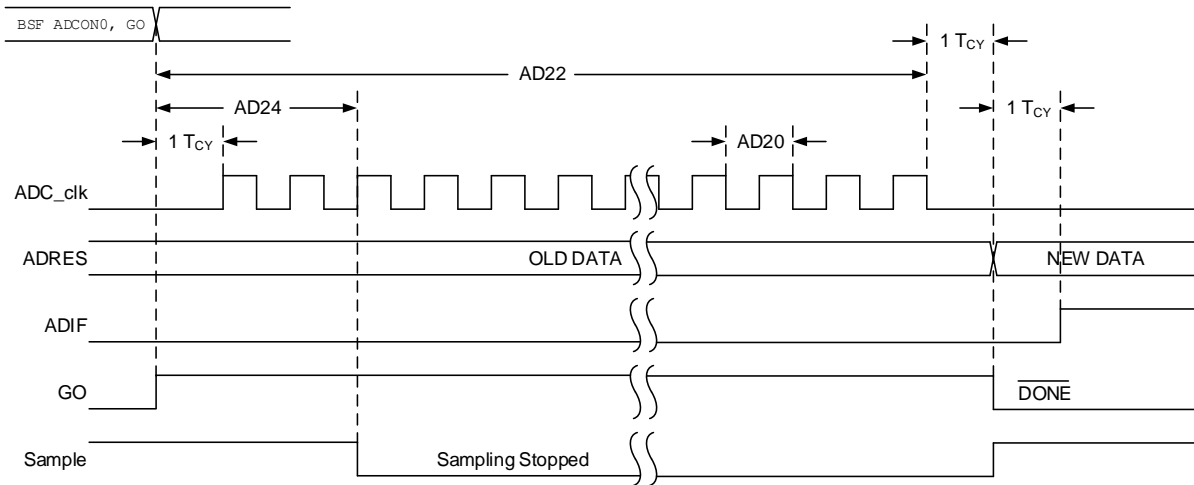 BSF ADCON0, GO
1 TCY
AD22
AD24
1 TCY
1 TCY
AD20
ADC_clk
ADRES
OLD DATA
NEW DATA
ADIF
GO
DONE
Sample
Sampling Stopped